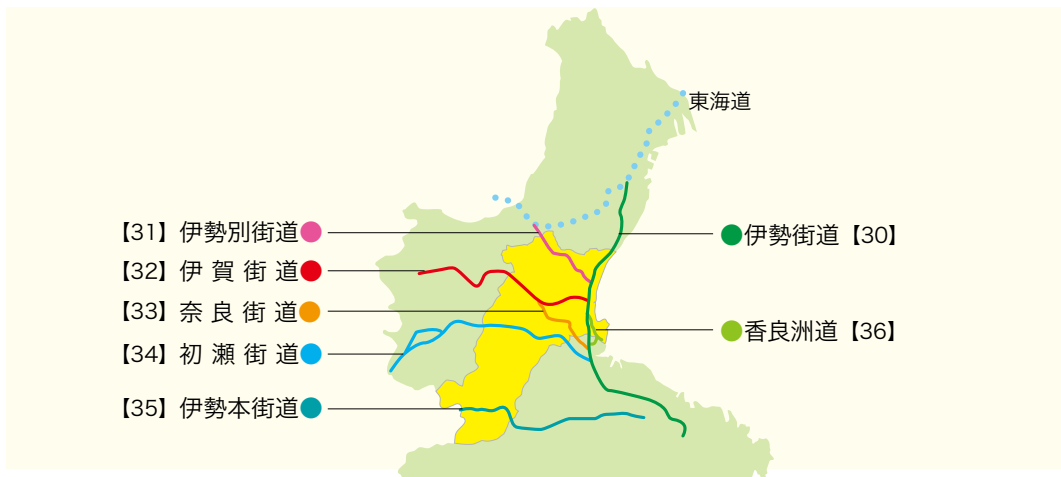 東海道
【31】伊勢別街道
【32】伊賀街道
【33】奈良街道
【34】初瀬街道
【35】伊勢本街道
伊勢街道【30】
香良洲道【36】